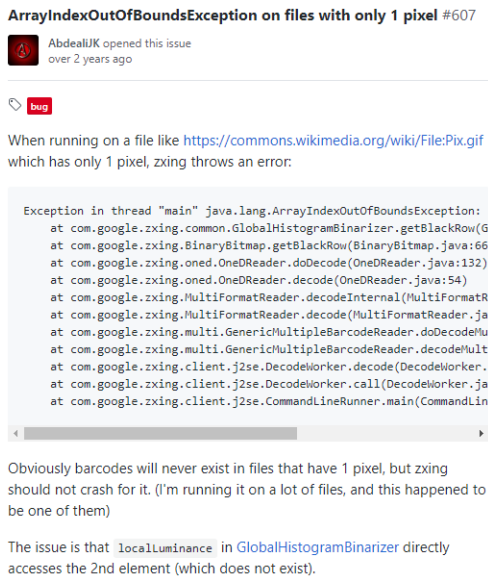 ArrayIndexOutOfBoundsException on files with only 1 pixel #607
AbdealiJK opened this issue
over 2 years ago
bug
When running on a file like https://commons.wikimedia.org/wiki/File:Pix.gif
which has only 1 pixel, zxing throws an error:
Exception in thread "main" java.lang.ArrayIndexOutOfBoundsException:
at com.google.zxing.common.GlobalHistogramBinarizer.getBlackRow(G
at com.google.zxing.BinaryBitmap.getBlackRow(BinaryBitmap.java:66
at com.google.zxing.oned.OneDReader.doDecode(OneDReader.java:132)
at com.google.zxing.oned.OneDReader.decode(OneDReader.java:54)
at com.google.zxing.MultiFormatReader.decodeInternal(MultiFormatR
at com.google.zxing.MultiFormatReader.decode(MultiFormatReader.ja
at com.google.zxing.multi.GenericMultipleBarcodeReader.doDecodeMu
at com.google.zxing.multi.GenericMultipleBarcodeReader.decodeMult
at com.google.zxing.client.j2se.DecodeWorker.decode(DecodeWorker.
at com.google.zxing.client.j2se.DecodeWorker.call(DecodeWorker.ja
at com.google.zxing.client.j2se.CommandLineRunner.main(CommandLin
Obviously barcodes will never exist in files that have 1 pixel, but zxing
should not crash for it. (I'm running it on a lot of files, and this happened to
be one of them)
The issue is that localLuminance in GlobalHistogramBinarizer directly
accesses the 2nd element (which does not exist).